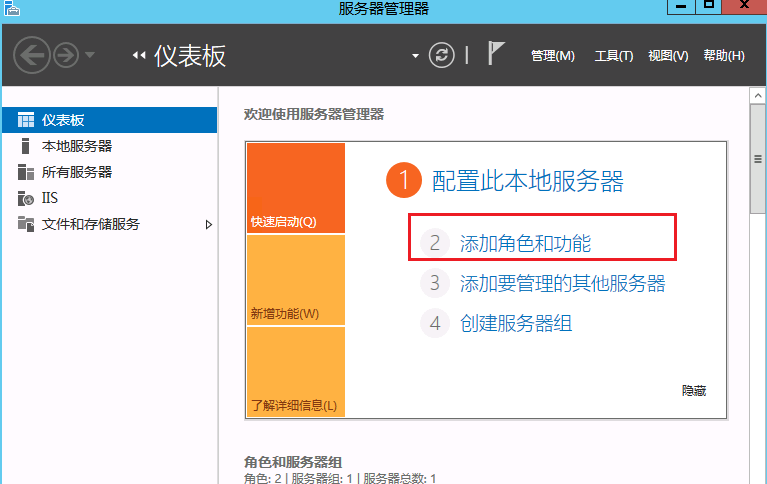 服务器管理器
仪表板
管理(M) 工具(T) 视图(V) 帮助(H)
仪表板
本地服务器
所有服务器
IIS
文件和存储服务
欢迎使用服务器管理器
快速启动(Q)
新增功能(W)
了解详细信息(L)
1 配置此本地服务器
2 添加角色和功能
3 添加要管理的其他服务器
4 创建服务器组
隐藏
角色和服务器组
角色: 2 | 服务器组: 1 | 服务器总数: 1